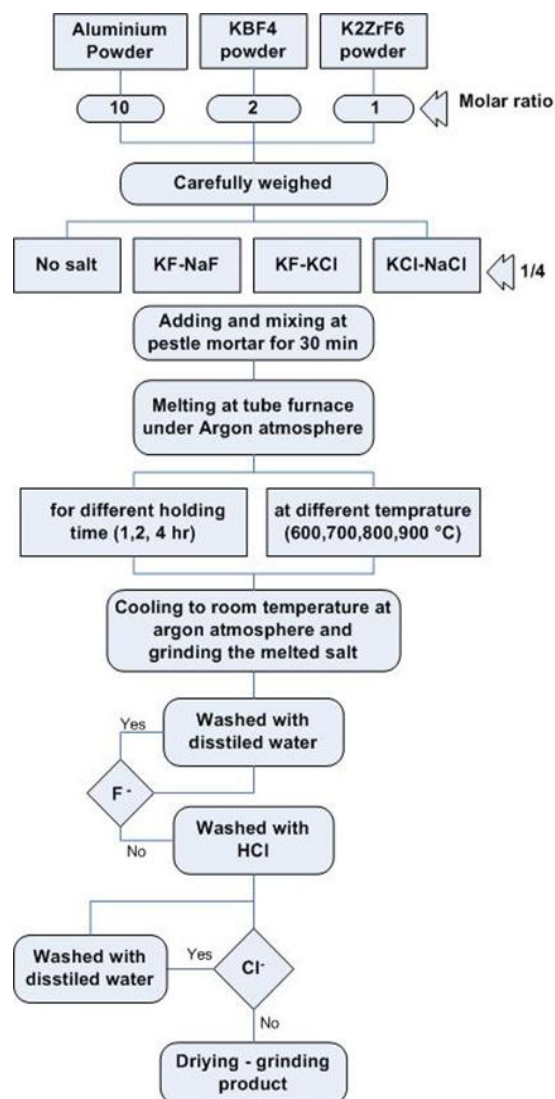 Aluminium
Powder
KBF4
powder
K2ZrF6
powder
10
2
1
Molar ratio
Carefully weighed
No salt
KF-NaF
KF-KCl
KCl-NaCl
1/4
Adding and mixing at
pestle mortar for 30 min
Melting at tube furnace
under Argon atmosphere
for different holding
time (1,2, 4 hr)
at different temprature
(600,700,800,900 °C)
Cooling to room temperature at
argon atmosphere and
grinding the melted salt
Yes
Washed with
disstiled water
F -
No
Washed with
HCl
Washed with
disstiled water
Yes
Cl-
No
Driying - grinding
product